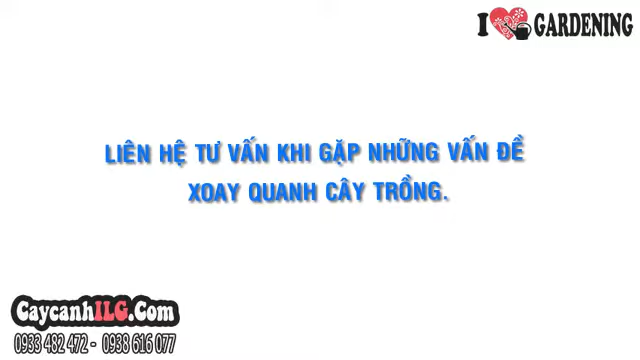 I GARDENING
LIÊN HỆ TƯ VẤN KHI GẶP NHỮNG VẤN ĐỀ
XOAY QUANH CÂY TRỒNG.
CaycanhILG.Com
0933 482 472 - 0938 616 077